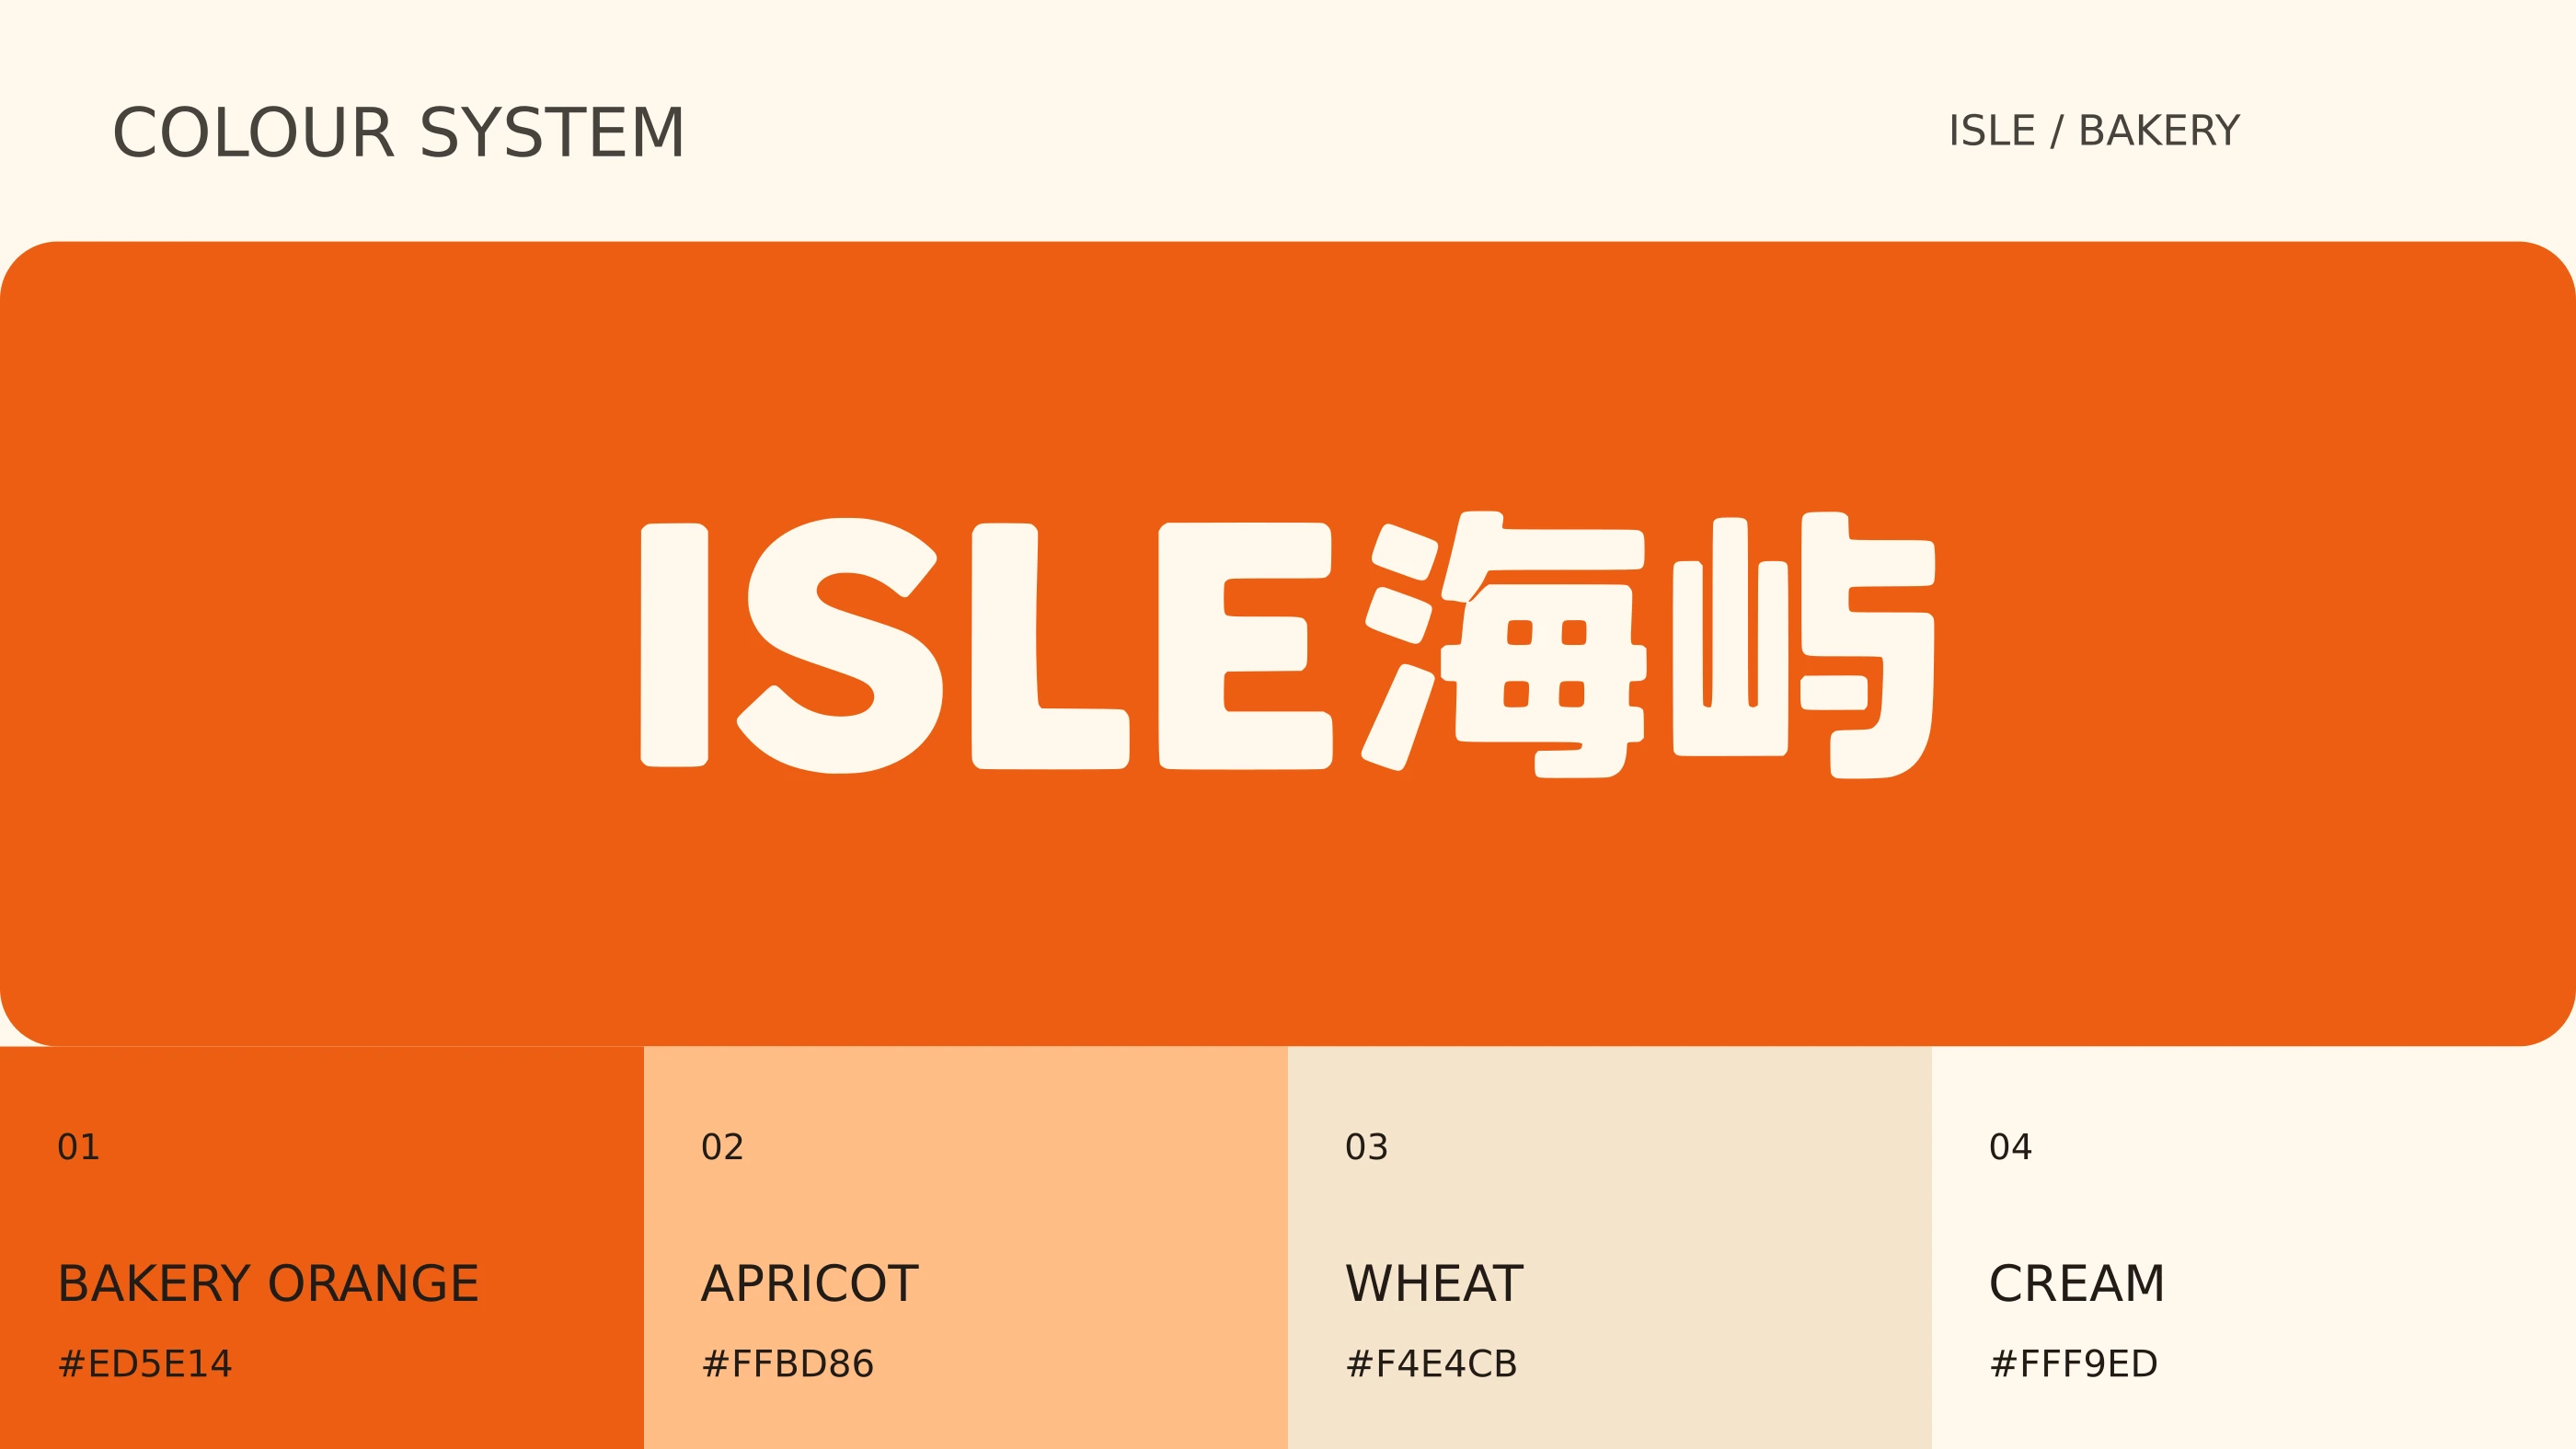 COLOUR SYSTEM
ISLE / BAKERY
ISLE海屿
01
BAKERY ORANGE
#ED5E14
02
APRICOT
#FFBD86
03
WHEAT
#F4E4CB
04
CREAM
#FFF9ED